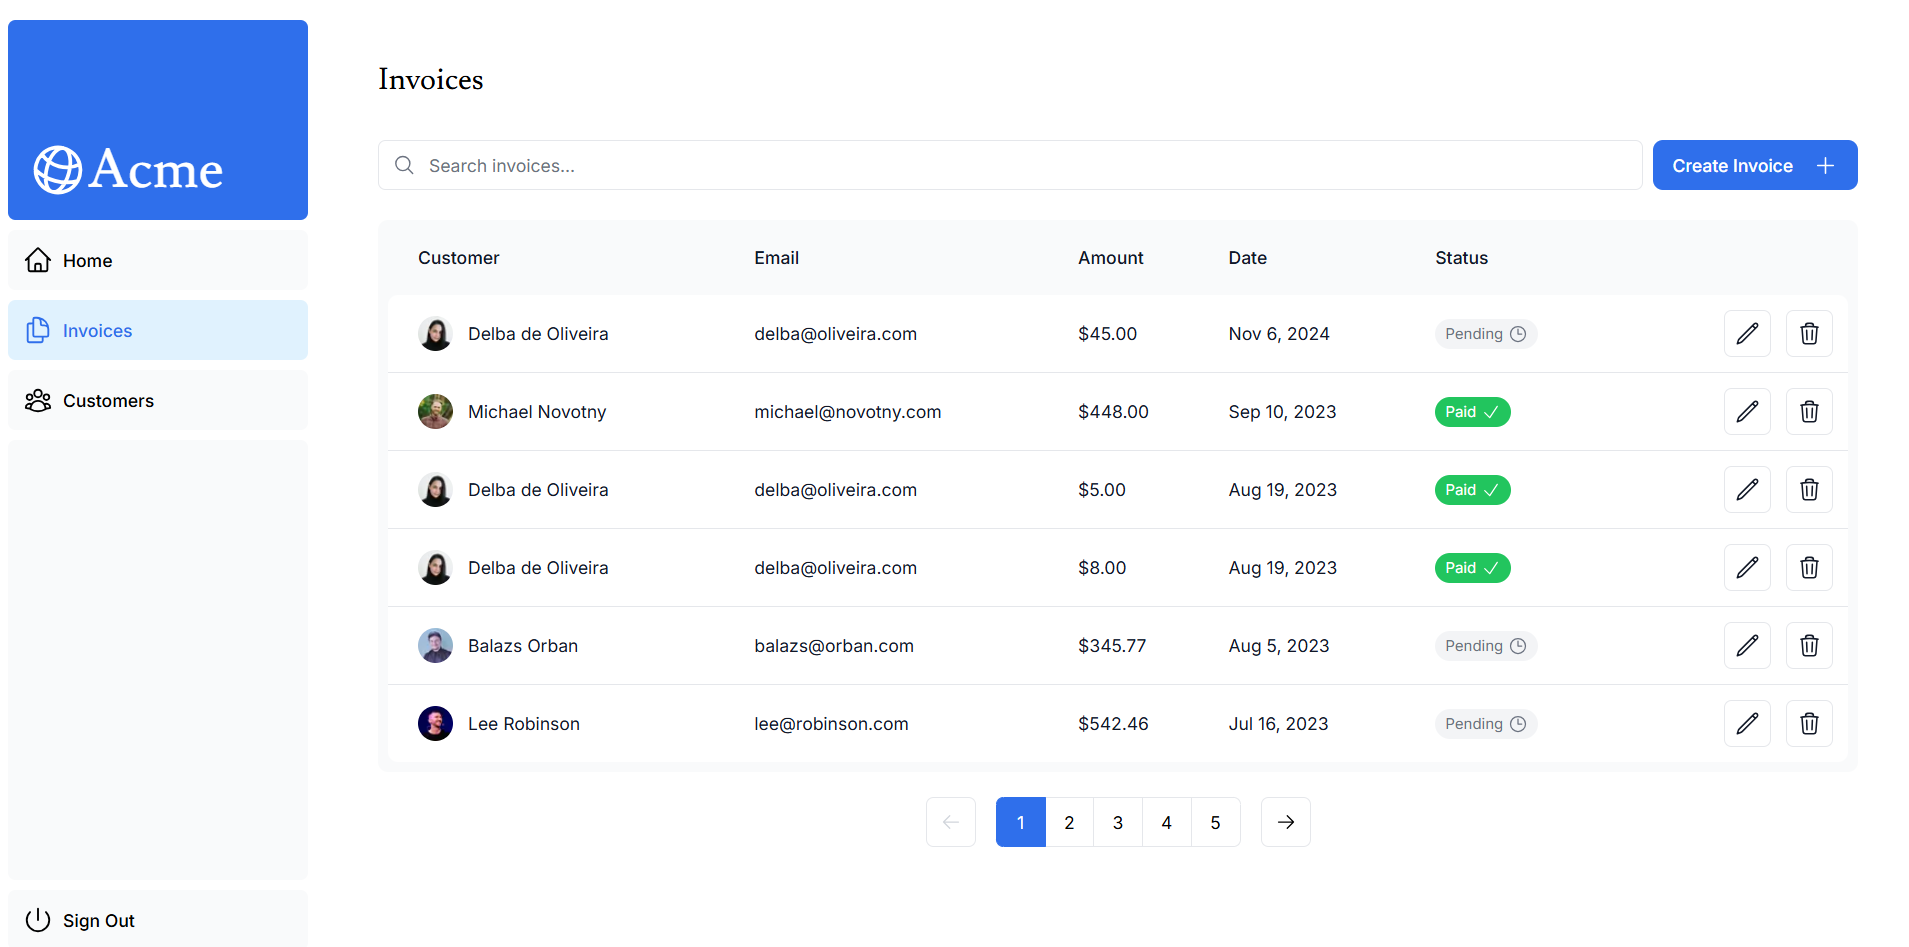 Acme
Home
Invoices
Customers
Sign Out
Invoices
Search invoices...
Create Invoice
Customer Email Amount Date Status
Delba de Oliveira delba@oliveira.com $45.00 Nov 6, 2024 Pending
Michael Novotny michael@novotny.com $448.00 Sep 10, 2023 Paid
Delba de Oliveira delba@oliveira.com $5.00 Aug 19, 2023 Paid
Delba de Oliveira delba@oliveira.com $8.00 Aug 19, 2023 Paid
Balazs Orban balazs@orban.com $345.77 Aug 5, 2023 Pending
Lee Robinson lee@robinson.com $542.46 Jul 16, 2023 Pending
1 2 3 4 5